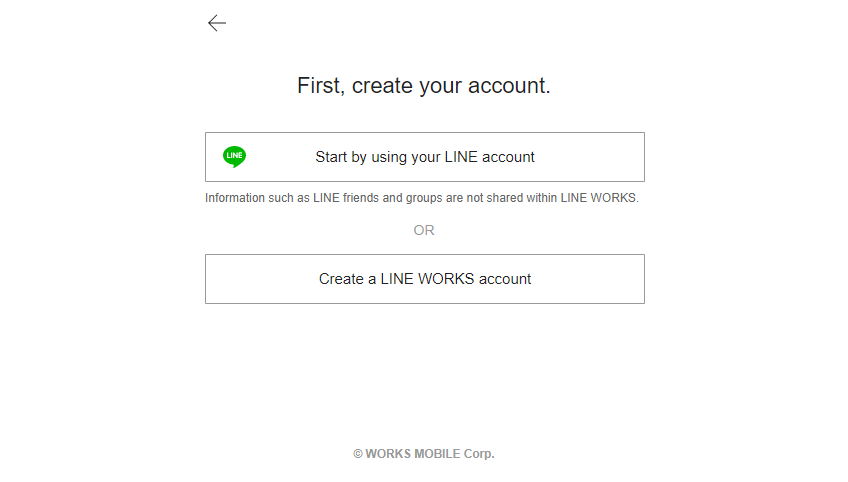 First, create your account.
LINE
Start by using your LINE account
Information such as LINE friends and groups are not shared within LINE WORKS.
OR
Create a LINE WORKS account
© WORKS MOBILE Corp.